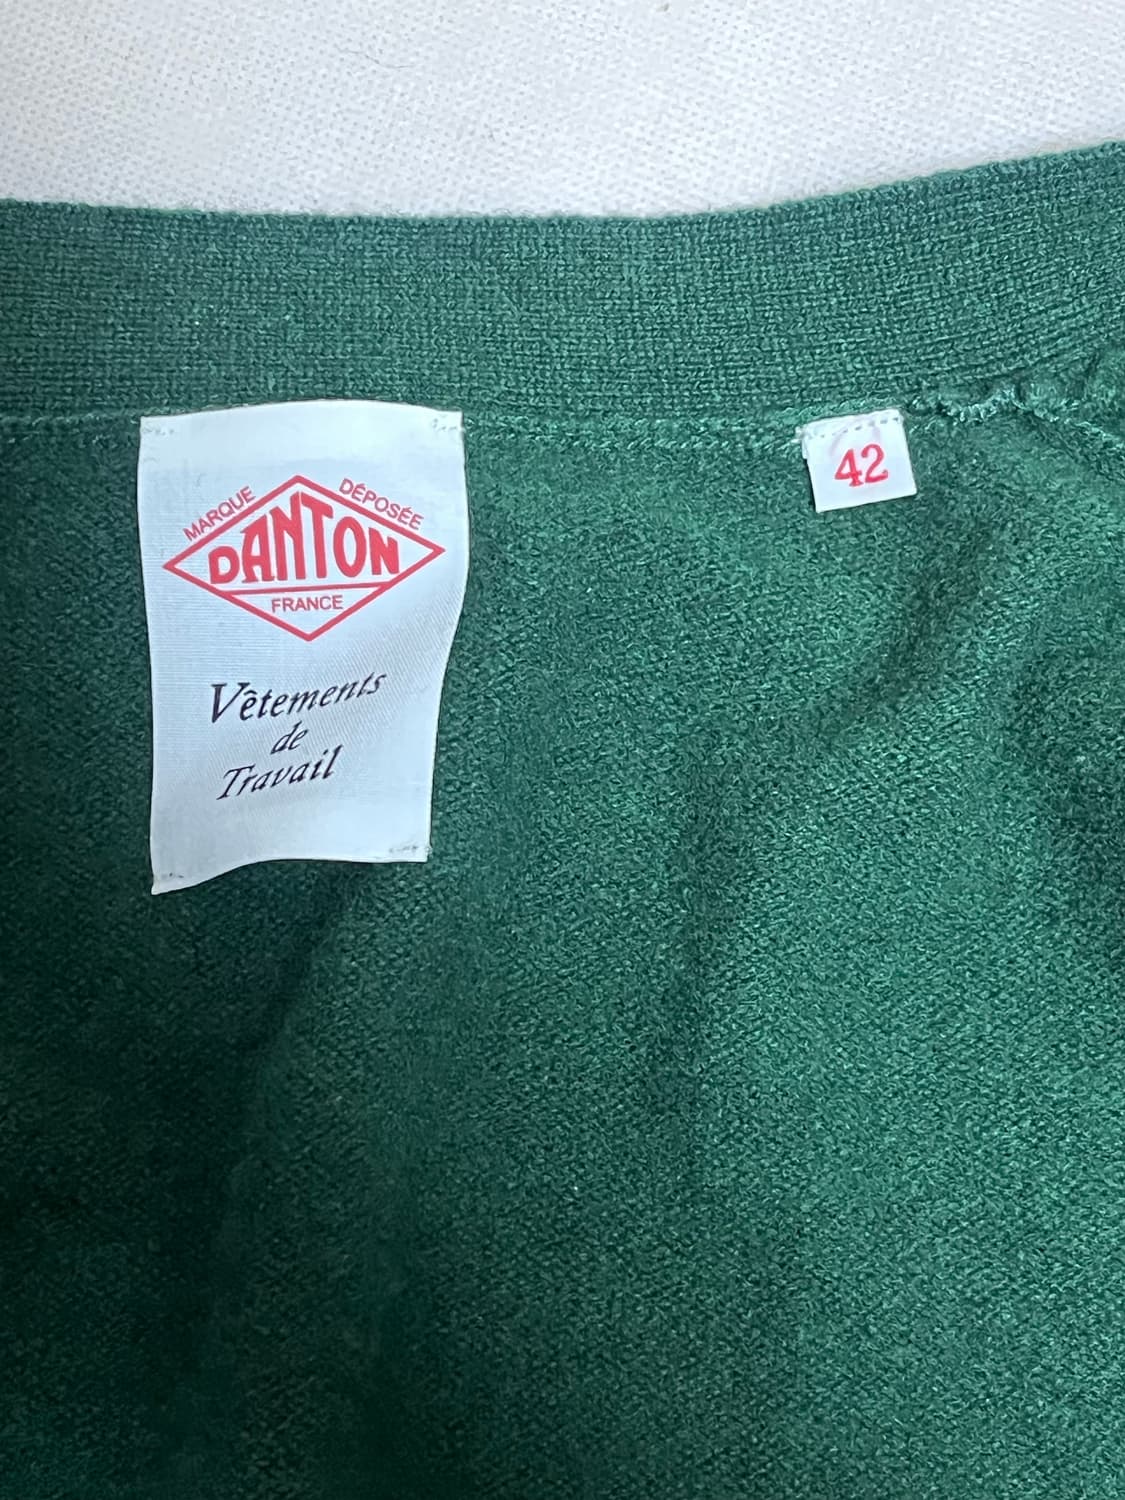 MARQUE DÉPOSÉE
DANTON
FRANCE
Vêtements
de
Travail
42